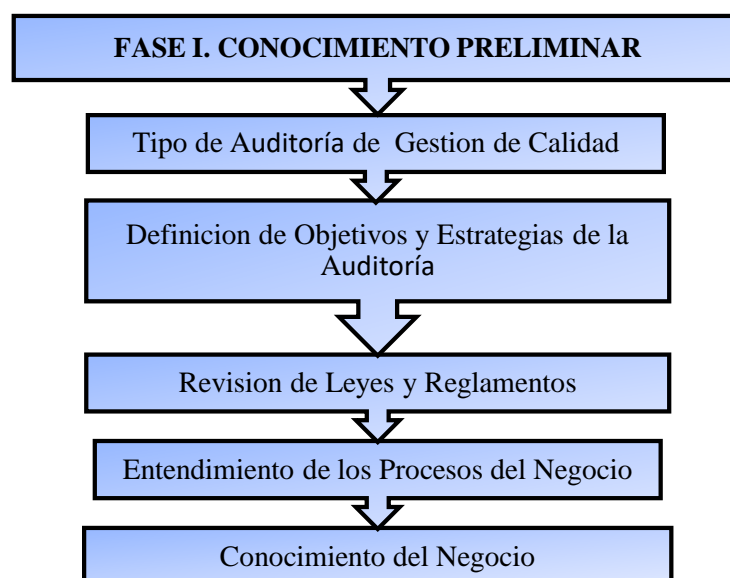 FASE I. CONOCIMIENTO PRELIMINAR
Tipo de Auditoría de Gestion de Calidad
Definicion de Objetivos y Estrategias de la
Auditoría
Revision de Leyes y Reglamentos
Entendimiento de los Procesos del Negocio
Conocimiento del Negocio